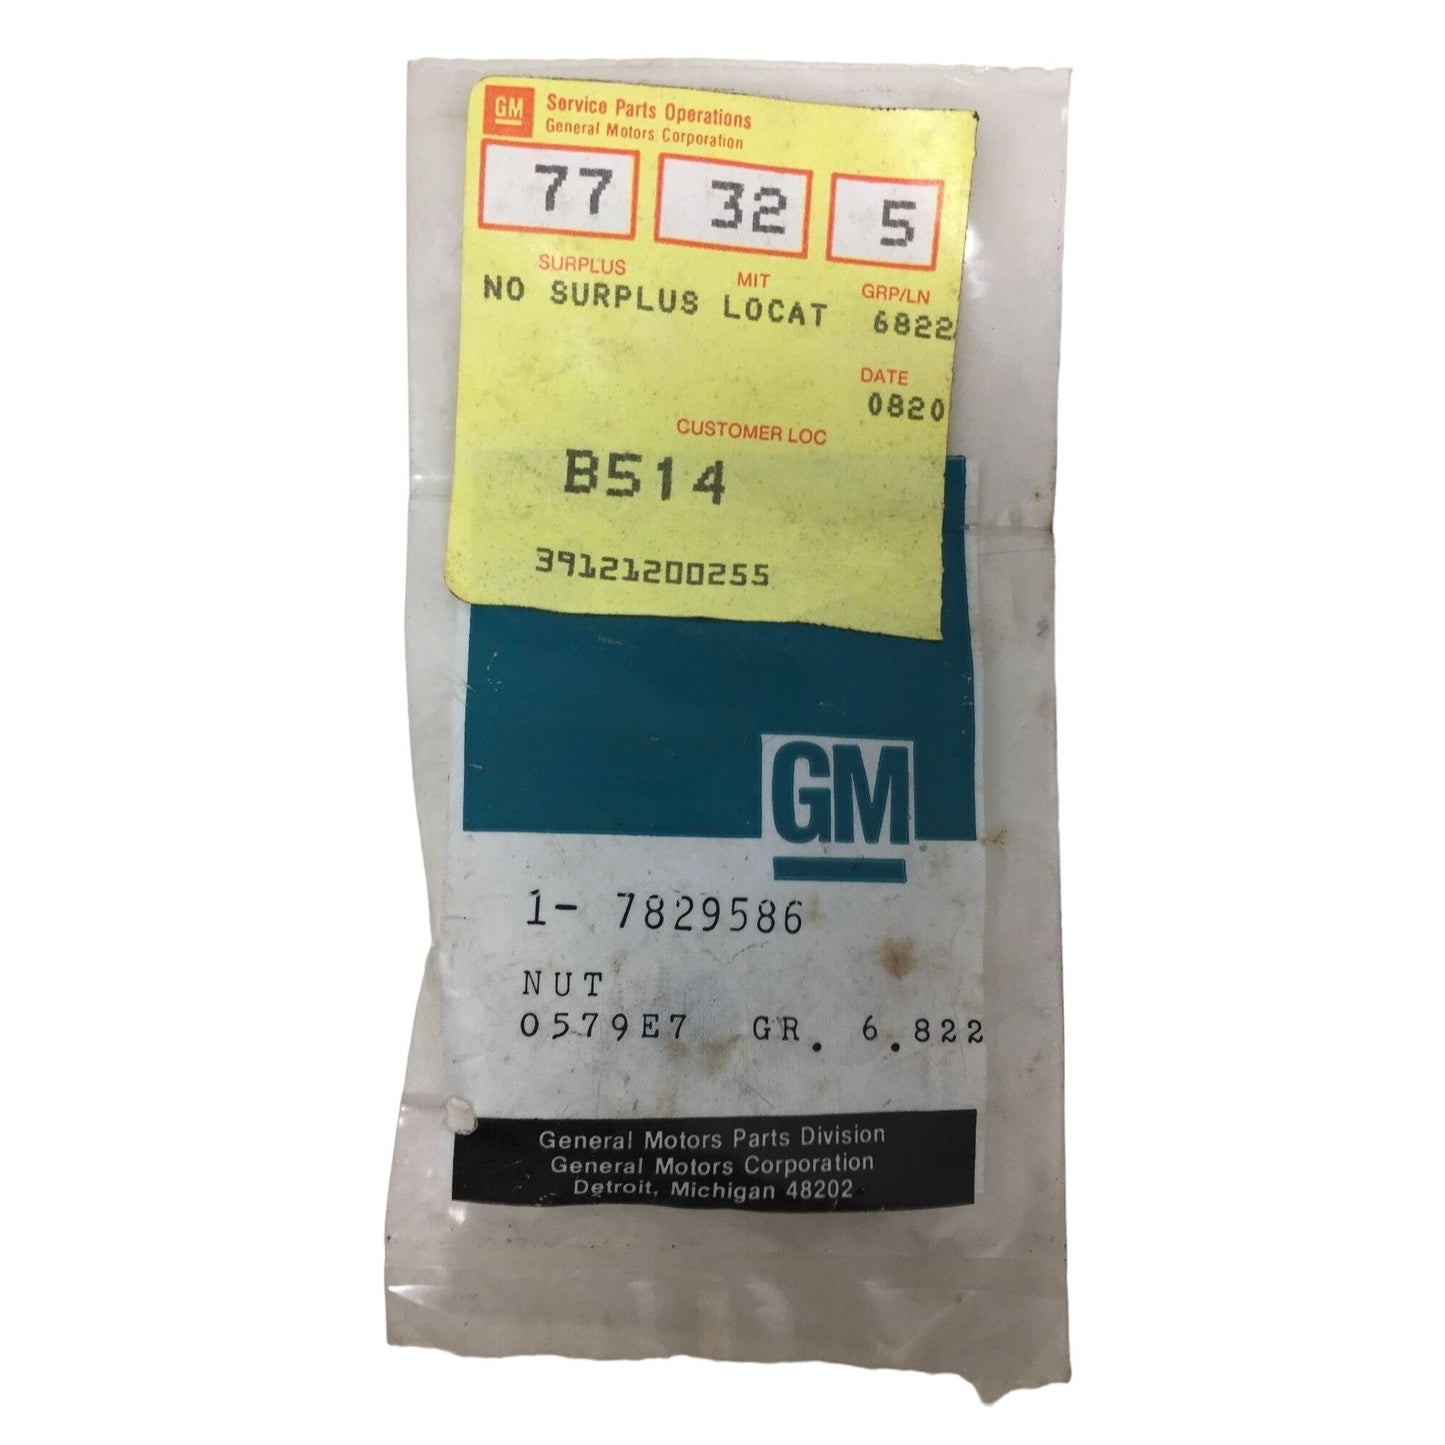 GM Service Parts Operations
General Motors Corporation
77 32 5
SURPLUS MIT GRP/LN
NO SURPLUS LOCAT 6822
DATE
0820
CUSTOMER LOC
B514
39121200255
GM
1- 7829586
NUT
0579E7 GR. 6.822
General Motors Parts Division
General Motors Corporation
Detroit, Michigan 48202